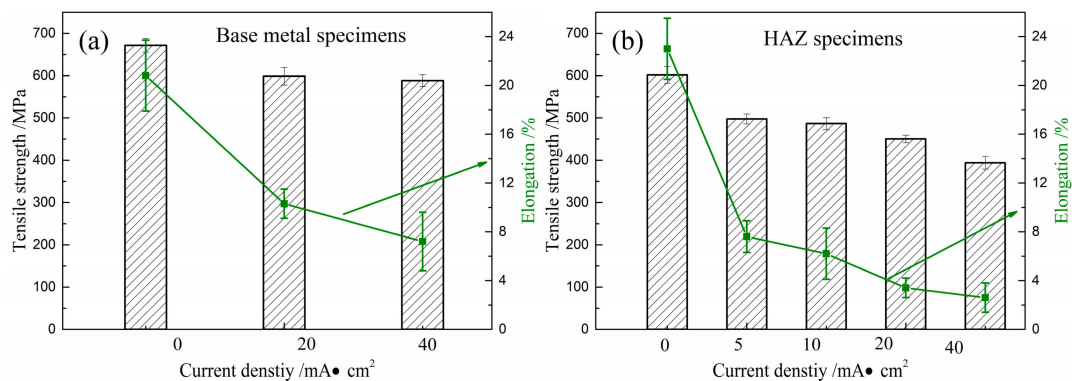 (a)
Base metal specimens
Tensile strength /MPa
700
600
500
400
300
200
100
0
24
20
16
12
8
4
0
Elongation /%
0 20 40
Current denstiy /mA● cm2
(b)
HAZ specimens
Tensile strength /MPa
700
600
500
400
300
200
100
0
24
20
16
12
8
4
0
Elongation /%
0 5 10 20 40
Current denstiy /mA● cm2